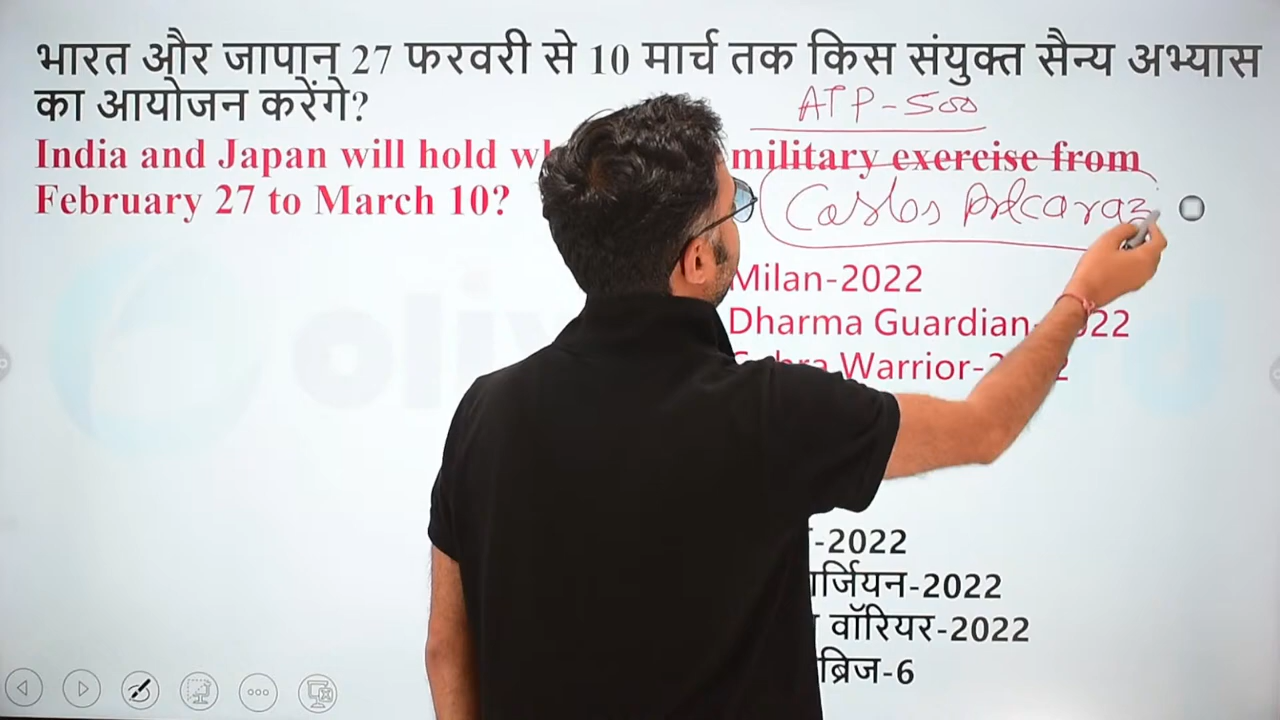 भारत और जापान 27 फरवरी से 10 मार्च तक किस संयुक्त सैन्य अभ्यास
का आयोजन करेंगे?
ATP-500
India and Japan will hold military exercise from
February 27 to March 10?
Carlos Alcaraz
Milan-2022
Dharma Guardian-2022
Warrior-2022
-2022
र्जियन-2022
वॉरियर-2022
ब्रिज-6